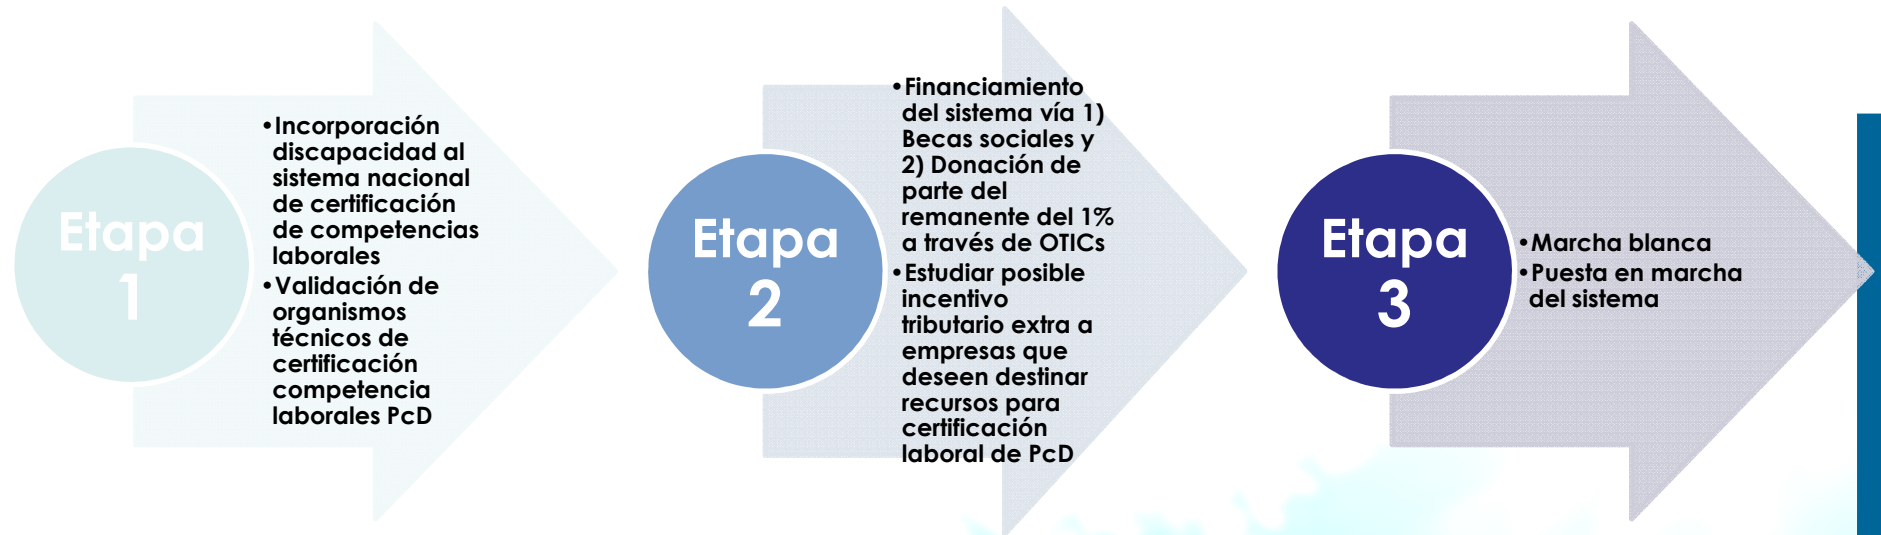 Etapa
1
•Incorporación
discapacidad al
sistema nacional
de certificación
de competencias
laborales
•Validación de
organismos
técnicos de
certificación
competencia
laborales PcD
Etapa
2
•Financiamiento
del sistema vía 1)
Becas sociales y
2) Donación de
parte del
remanente del 1%
a través de OTICs
•Estudiar posible
incentivo
tributario extra a
empresas que
deseen destinar
recursos para
certificación
laboral de PcD
Etapa
3
•Marcha blanca
•Puesta en marcha
del sistema